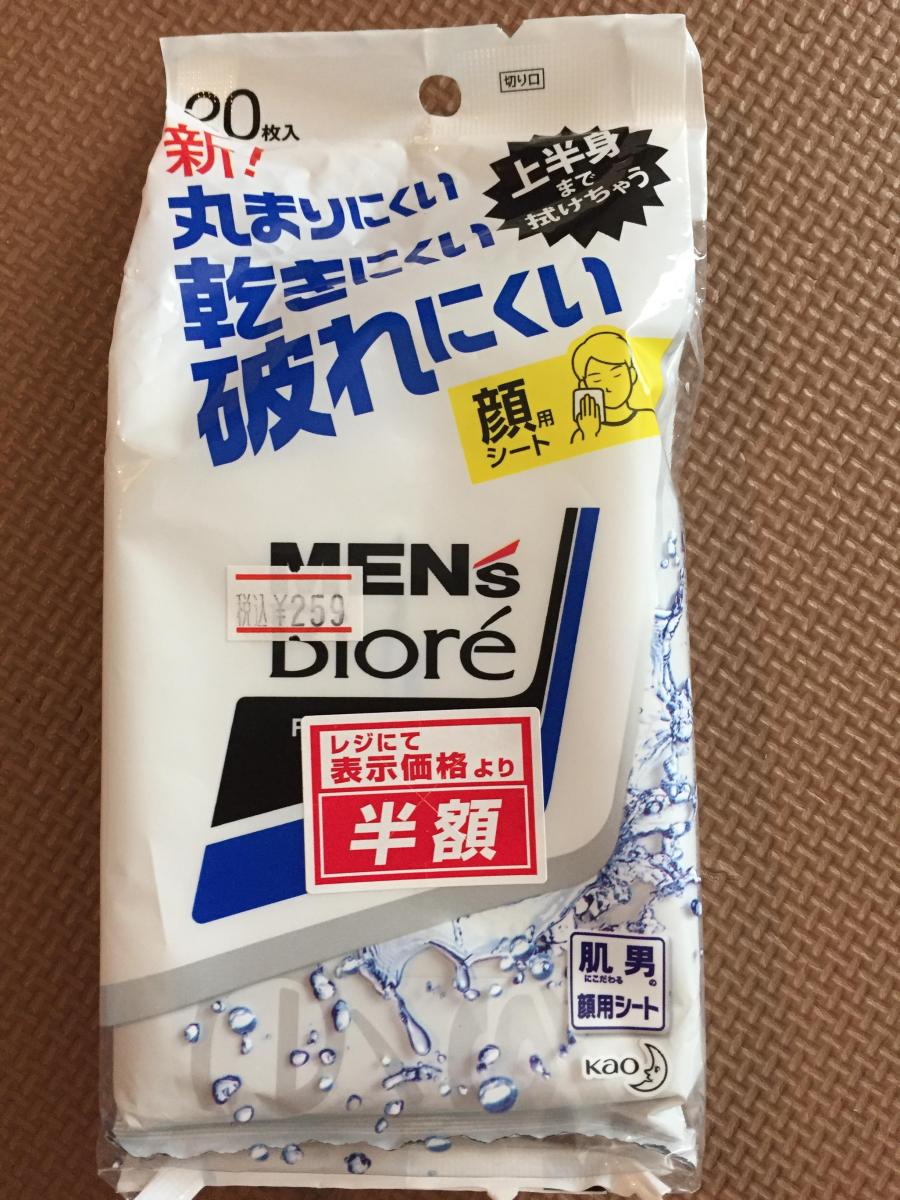 切り口
20枚入
新!
上半身
まで
拭けちゃう
丸まりにくい
乾きにくい
破れにくい
顔用
シート
MEN's
税込¥259
Bioré
レジにて
表示価格より
半額
肌男の
にこだわる
顔用シート
Kao